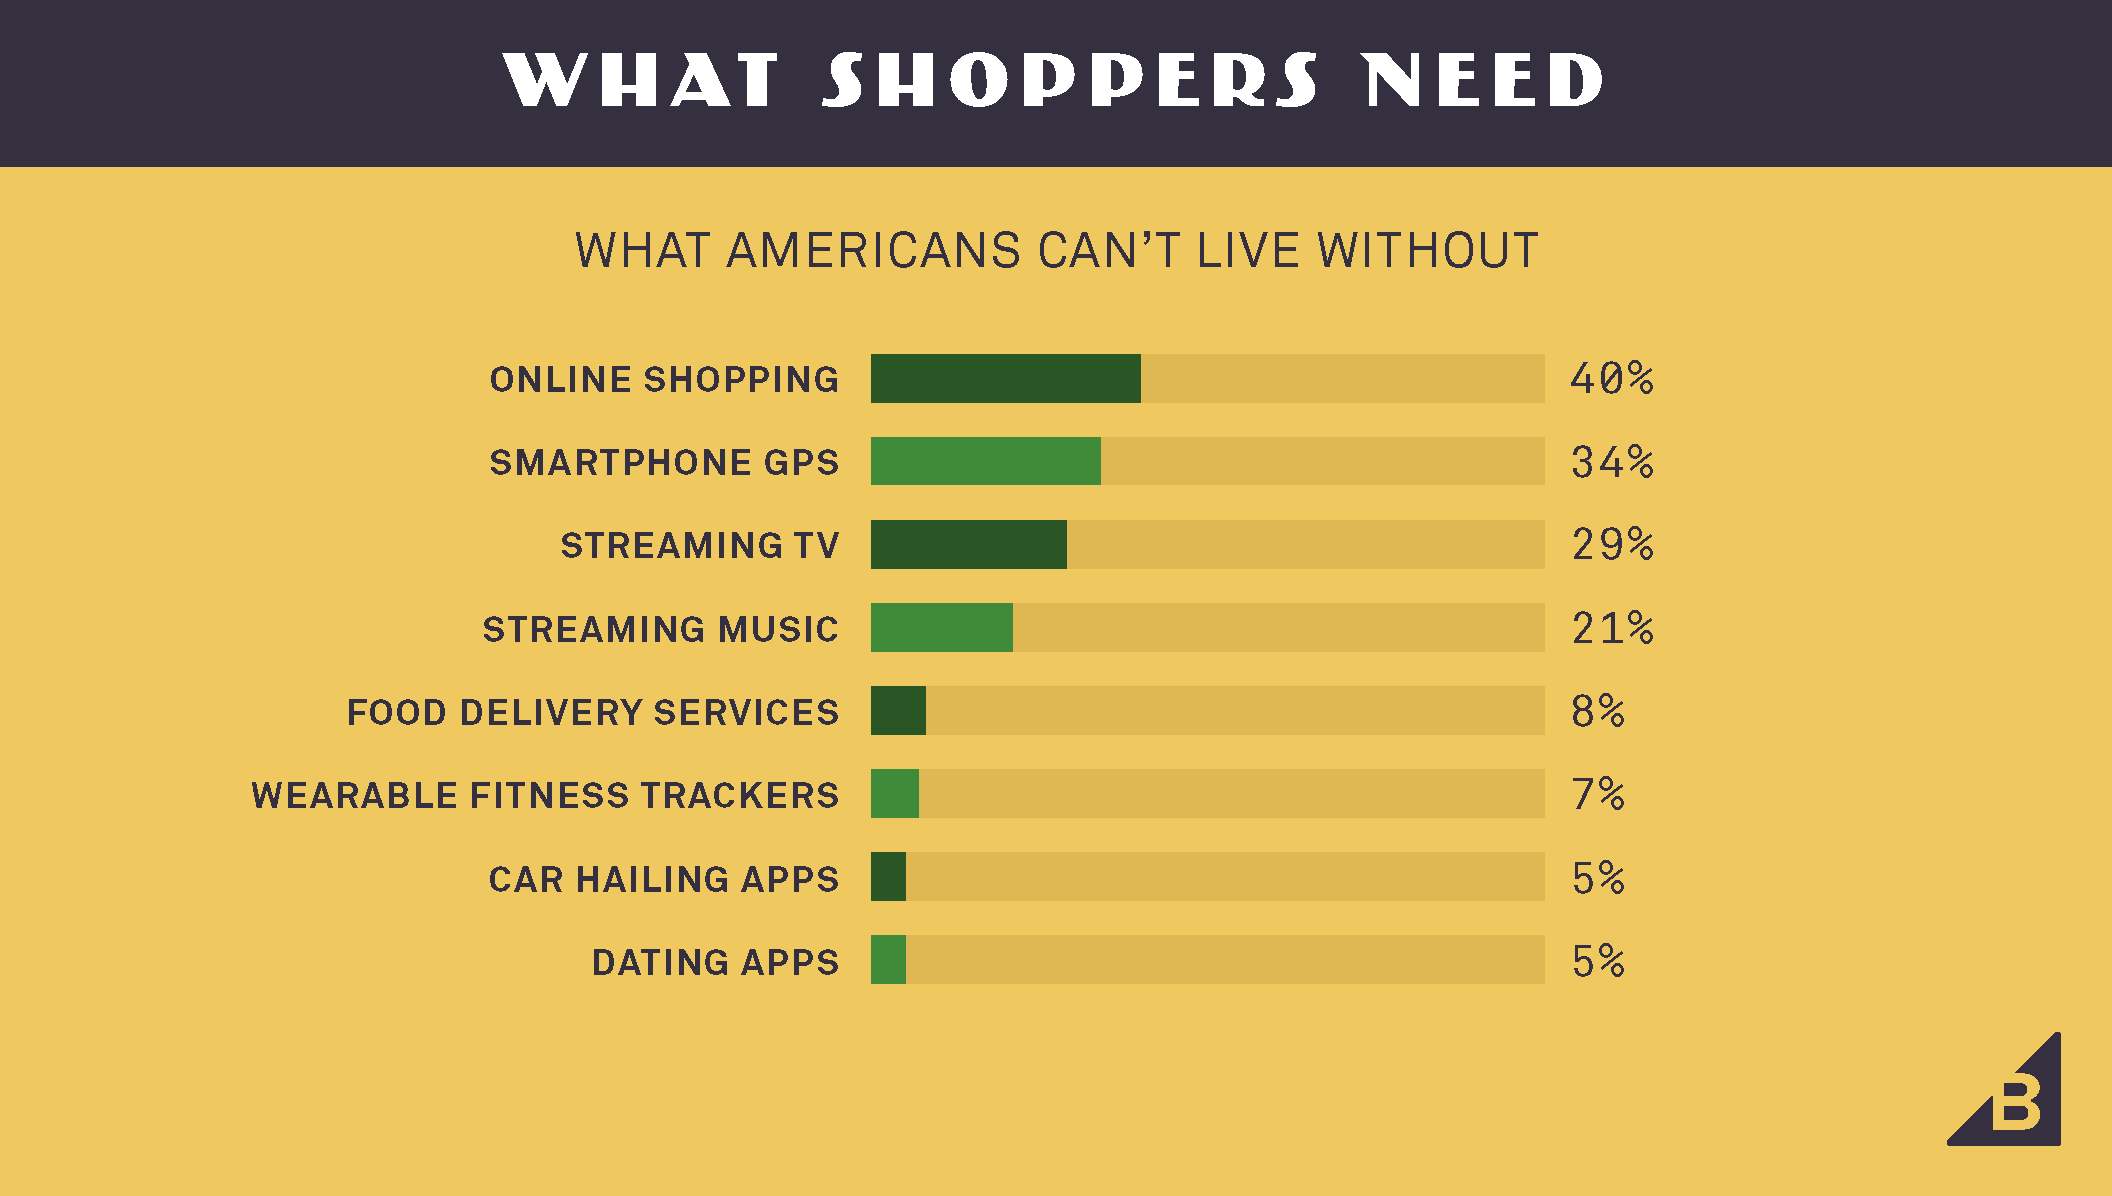 WHAT SHOPPERS NEED
WHAT AMERICANS CAN’T LIVE WITHOUT
ONLINE SHOPPING 40%
SMARTPHONE GPS 34%
STREAMING TV 29%
STREAMING MUSIC 21%
FOOD DELIVERY SERVICES 8%
WEARABLE FITNESS TRACKERS 7%
CAR HAILING APPS 5%
DATING APPS 5%
B